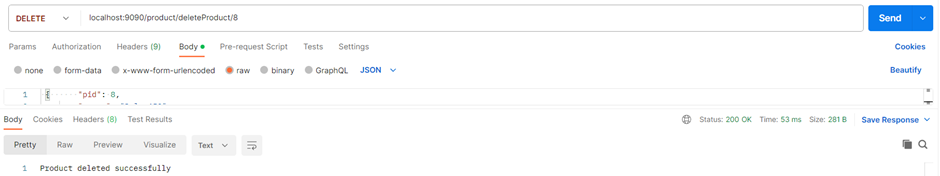 DELETE localhost:9090/product/deleteProduct/8 Send
Params Authorization Headers (9) Body Pre-request Script Tests Settings Cookies
none form-data x-www-form-urlencoded raw binary GraphQL JSON Beautify
1 { "pid": 8,
Body Cookies Headers (8) Test Results Status: 200 OK Time: 53 ms Size: 281 B Save Response
Pretty Raw Preview Visualize Text
1 Product deleted successfully